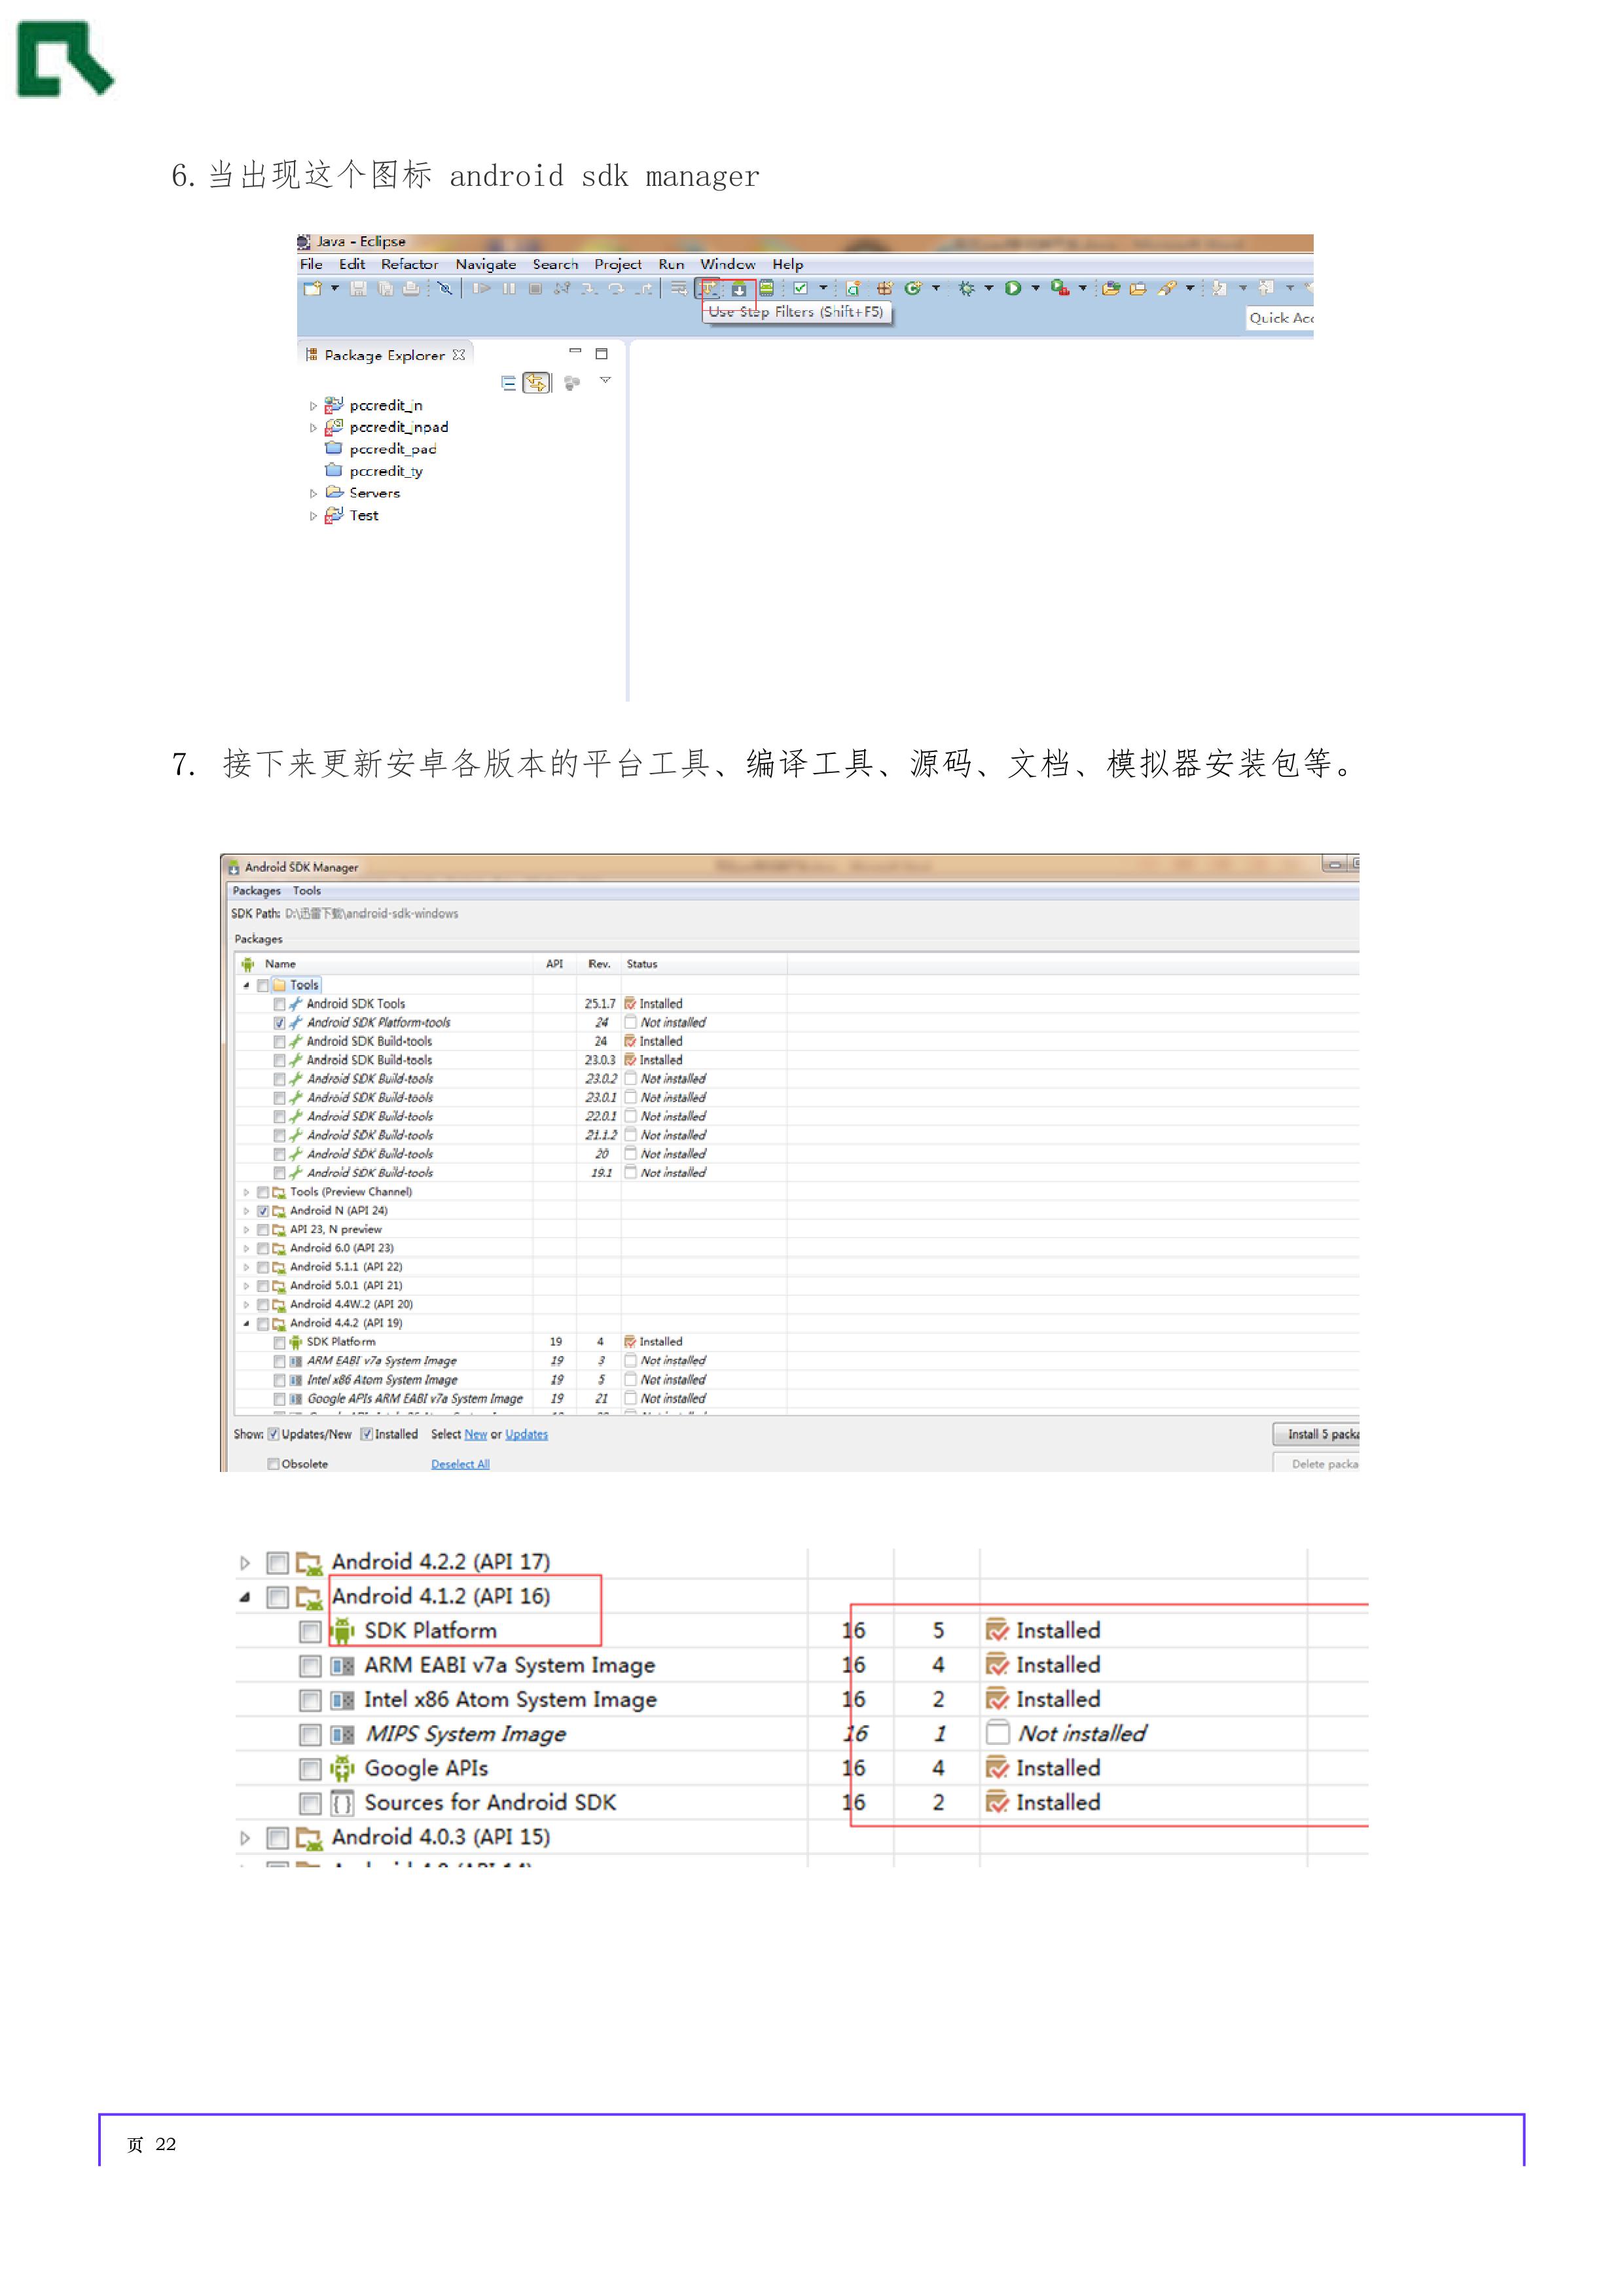 6.当出现这个图标 android sdk manager
Java - Eclipse
File Edit Refactor Navigate Search Project Run Window Help
Use Step Filters (Shift+F5)
Quick Acc
Package Explorer
pccredit_jn
pccredit_jnpad
pccredit_pad
pccredit_ty
Servers
Test
7. 接下来更新安卓各版本的平台工具、编译工具、源码、文档、模拟器安装包等。
Android SDK Manager
Packages Tools
SDK Path: D:\迅雷下载\android-sdk-windows
Packages
Name API Rev. Status
Tools
Android SDK Tools 25.1.7 Installed
Android SDK Platform-tools 24 Not installed
Android SDK Build-tools 24 Installed
Android SDK Build-tools 23.0.3 Installed
Android SDK Build-tools 23.0.2 Not installed
Android SDK Build-tools 23.0.1 Not installed
Android SDK Build-tools 22.0.1 Not installed
Android SDK Build-tools 21.1.2 Not installed
Android SDK Build-tools 20 Not installed
Android SDK Build-tools 19.1 Not installed
Tools (Preview Channel)
Android N (API 24)
API 23, N preview
Android 6.0 (API 23)
Android 5.1.1 (API 22)
Android 5.0.1 (API 21)
Android 4.4W.2 (API 20)
Android 4.4.2 (API 19)
SDK Platform 19 4 Installed
ARM EABI v7a System Image 19 3 Not installed
Intel x86 Atom System Image 19 5 Not installed
Google APIs ARM EABI v7a System Image 19 21 Not installed
Show: Updates/New Installed Select New or Updates Install 5 packa
Obsolete Deselect All Delete packa
Android 4.2.2 (API 17)
Android 4.1.2 (API 16)
SDK Platform 16 5 Installed
ARM EABI v7a System Image 16 4 Installed
Intel x86 Atom System Image 16 2 Installed
MIPS System Image 16 1 Not installed
Google APIs 16 4 Installed
Sources for Android SDK 16 2 Installed
Android 4.0.3 (API 15)
页 22